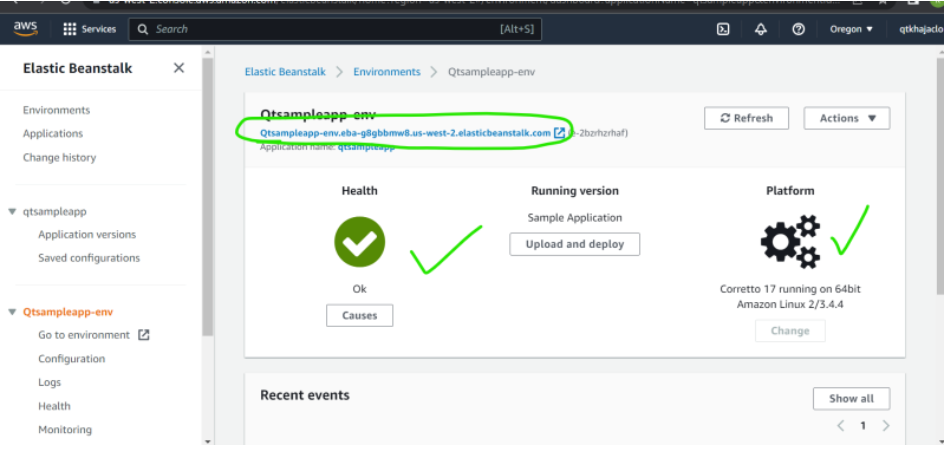 aws
Services
Search
[Alt+S]
Oregon
qtkhajaclo
Elastic Beanstalk
Environments
Applications
Change history
qtsampleapp
Application versions
Saved configurations
Qtsampleapp-env
Go to environment
Configuration
Logs
Health
Monitoring
Elastic Beanstalk > Environments > Qtsampleapp-env
Qtsampleapp-env
Qtsampleapp-env.eba-g8gbbmw8.us-west-2.elasticbeanstalk.com (e-2bzrhzrhaf)
Application name: qtsampleapp
Refresh
Actions
Health
Ok
Causes
Running version
Sample Application
Upload and deploy
Platform
Corretto 17 running on 64bit
Amazon Linux 2/3.4.4
Change
Recent events
Show all
< 1 >